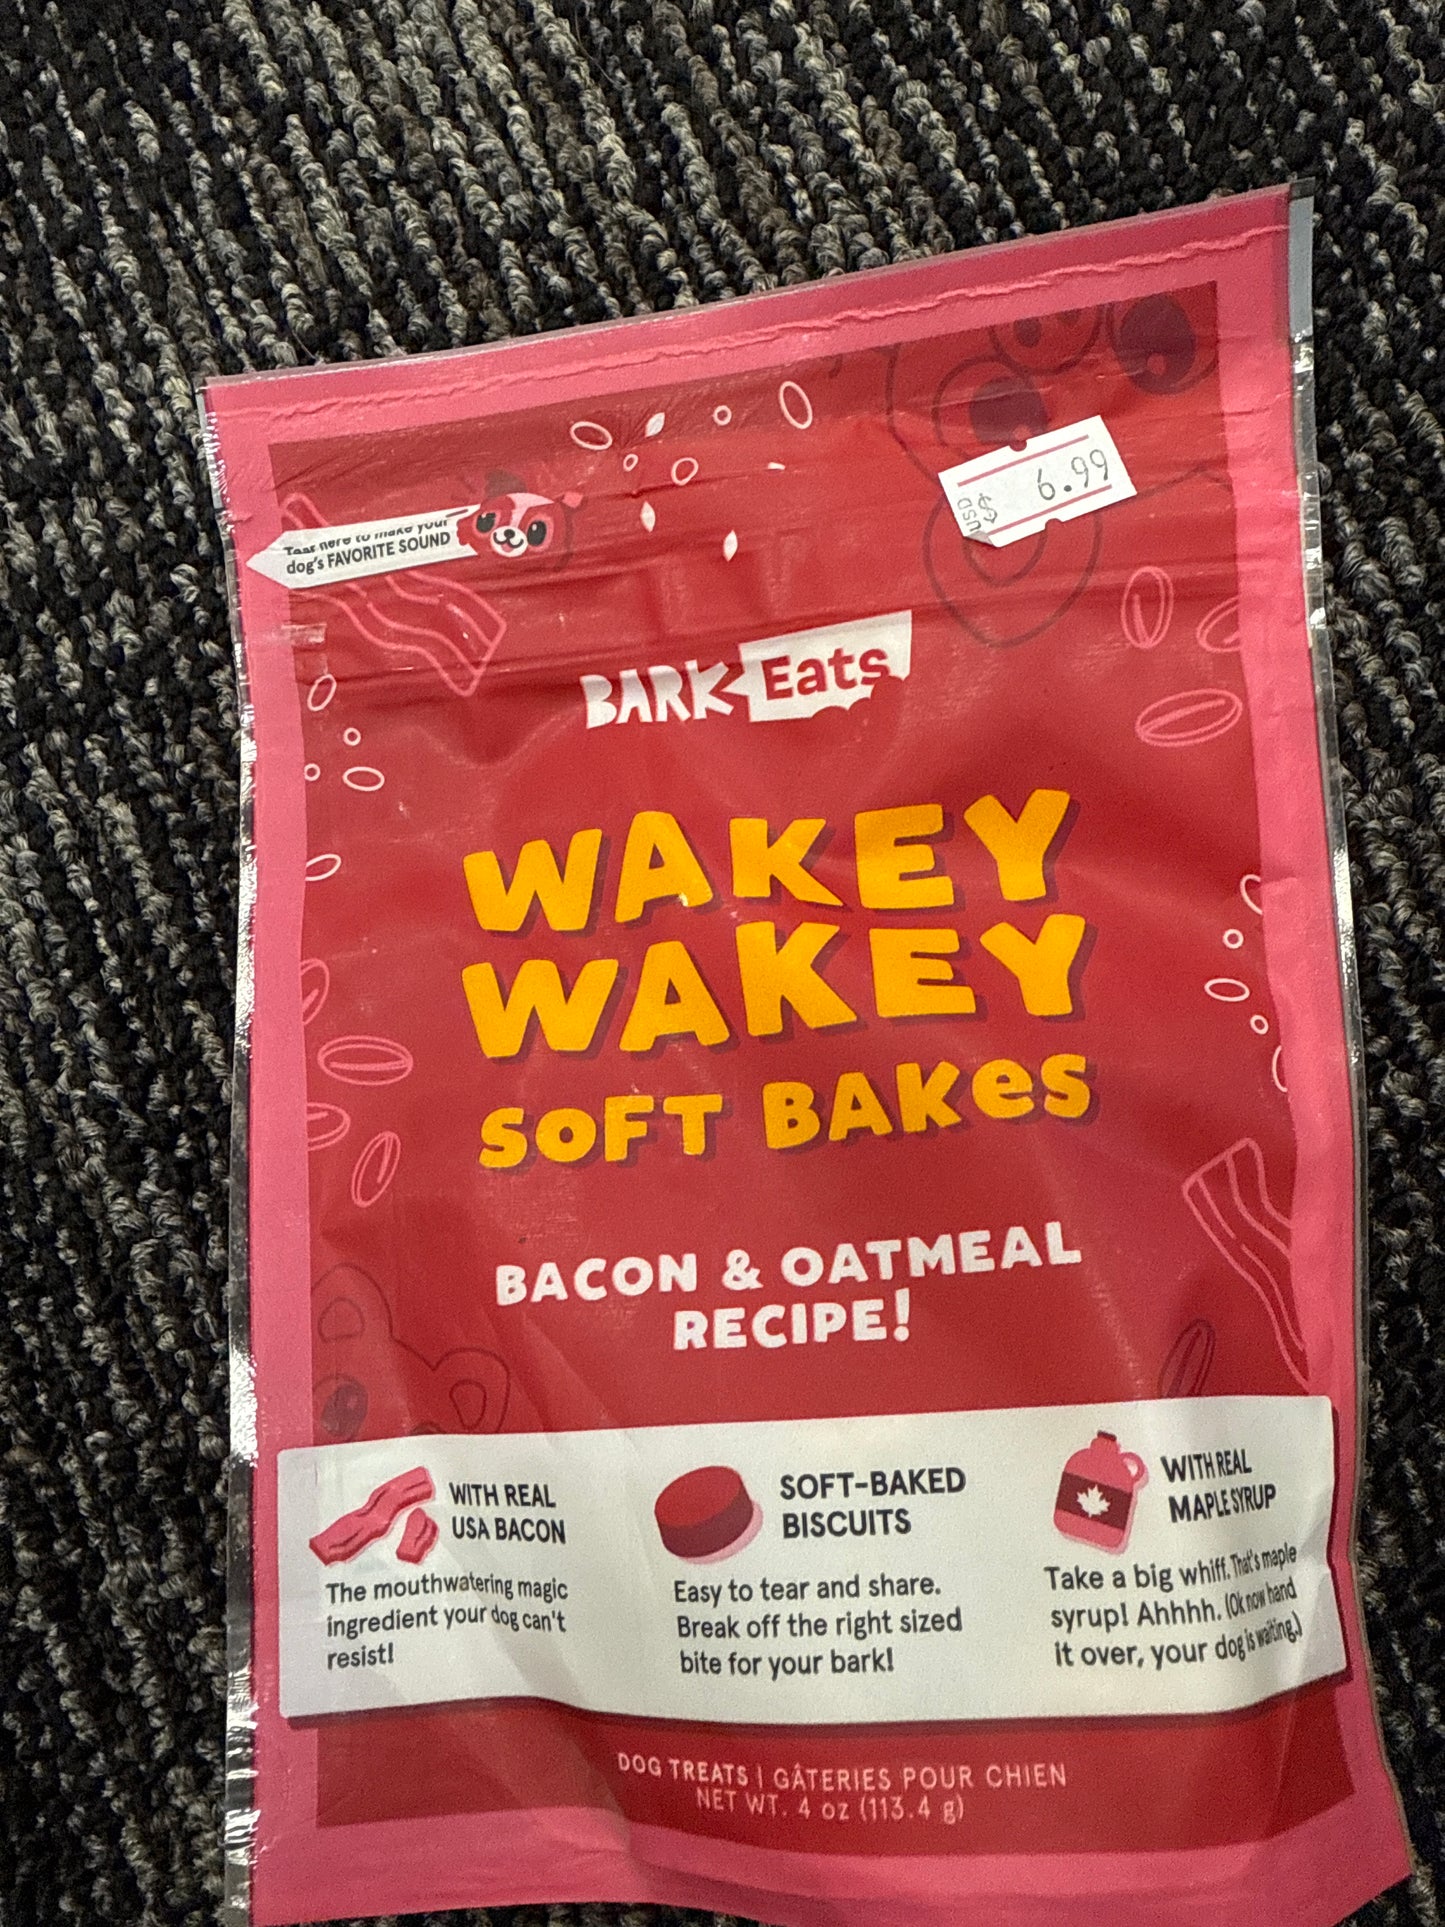 6.99
USD
Tear here to make your
dog's FAVORITE SOUND
BARK Eats
WAKEY
WAKEY
SOFT BAKes
BACON & OATMEAL
RECIPE!
WITH REAL
USA BACON
The mouthwatering magic
ingredient your dog can't
resist!
SOFT-BAKED
BISCUITS
Easy to tear and share.
Break off the right sized
bite for your bark!
WITH REAL
MAPLE SYRUP
Take a big whiff. That's maple
syrup! Ahhhh. (Ok now hand
it over, your dog is waiting.)
DOG TREATS | GÂTERIES POUR CHIEN
NET WT. 4 oz (113.4 g)